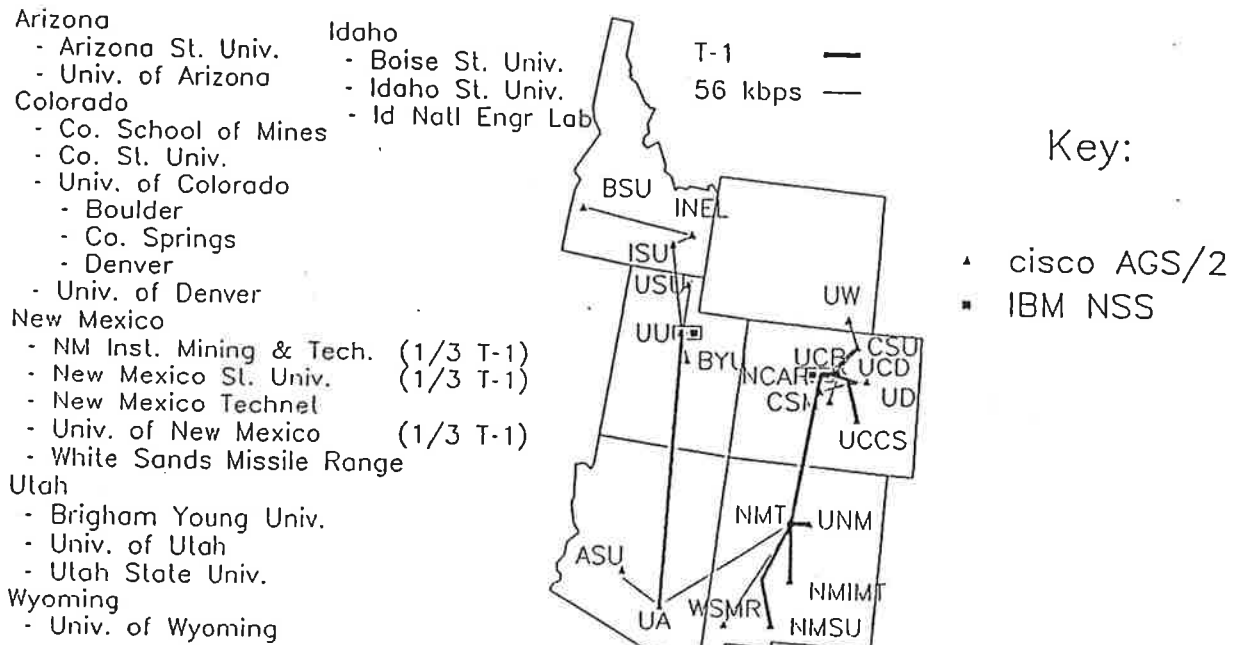 Arizona
- Arizona St. Univ.
- Univ. of Arizona
Colorado
- Co. School of Mines
- Co. St. Univ.
- Univ. of Colorado
- Boulder
- Co. Springs
- Denver
- Univ. of Denver
New Mexico
- NM Inst. Mining & Tech. (1/3 T-1)
- New Mexico St. Univ. (1/3 T-1)
- New Mexico Technet
- Univ. of New Mexico (1/3 T-1)
- White Sands Missile Range
Utah
- Brigham Young Univ.
- Univ. of Utah
- Utah State Univ.
Wyoming
- Univ. of Wyoming
Idaho
- Boise St. Univ.
- Idaho St. Univ.
- Id Natl Engr Lab
T-1
56 kbps
Key:
cisco AGS/2
IBM NSS
BSU
INEL
ISU
USU
UU
BYU
UW
CSU
UCB
UCD
NCAR
UD
CSM
UCCS
NMT
UNM
ASU
NMIMT
UA
WSMR
NMSU